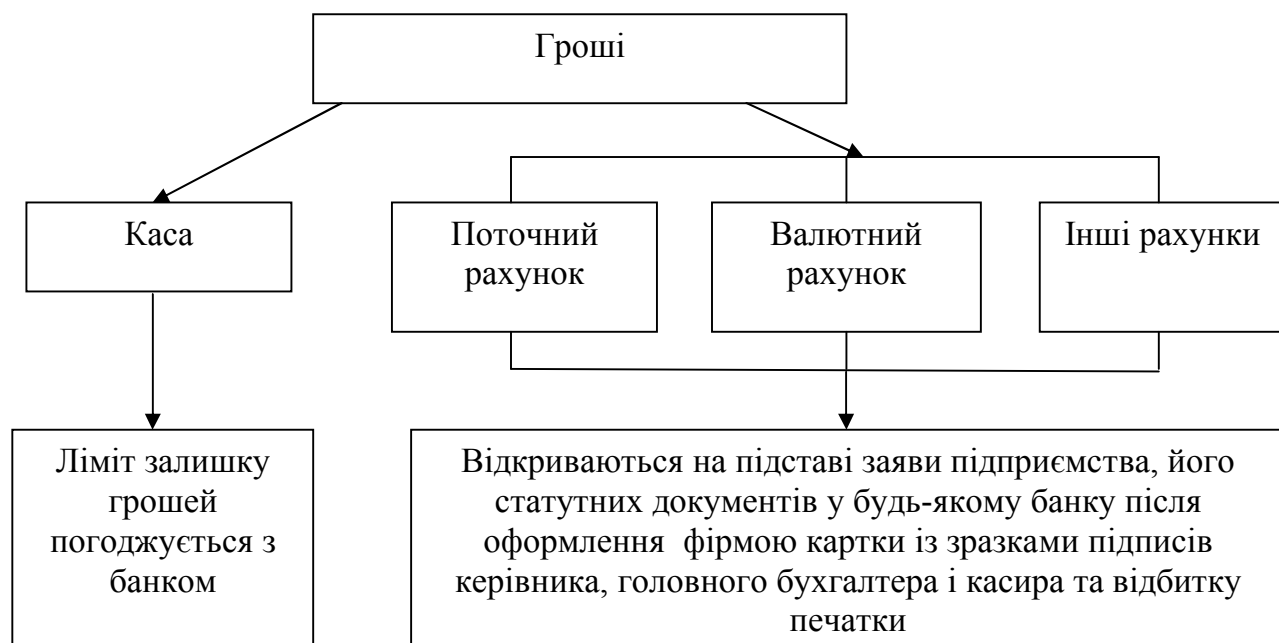 Гроші
Каса
Поточний
рахунок
Валютний
рахунок
Інші рахунки
Ліміт залишку
грошей
погоджується з
банком
Відкриваються на підставі заяви підприємства, його
статутних документів у будь-якому банку після
оформлення фірмою картки із зразками підписів
керівника, головного бухгалтера і касира та відбитку
печатки